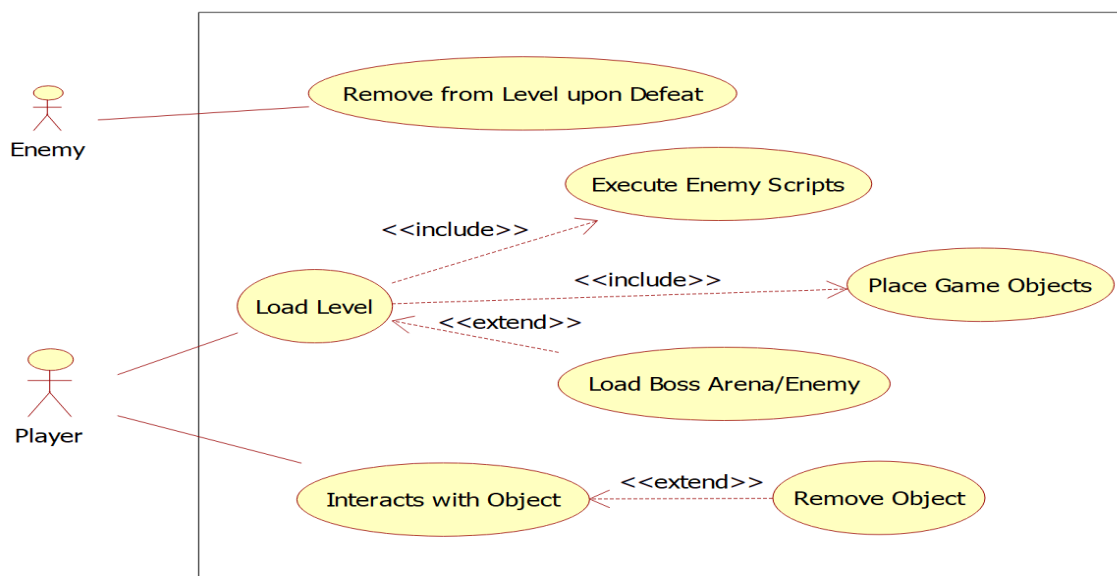 Remove from Level upon Defeat
Enemy
Execute Enemy Scripts
<<include>>
<<include>>
Place Game Objects
Load Level
<<extend>>
Load Boss Arena/Enemy
Player
<<extend>>
Interacts with Object
Remove Object